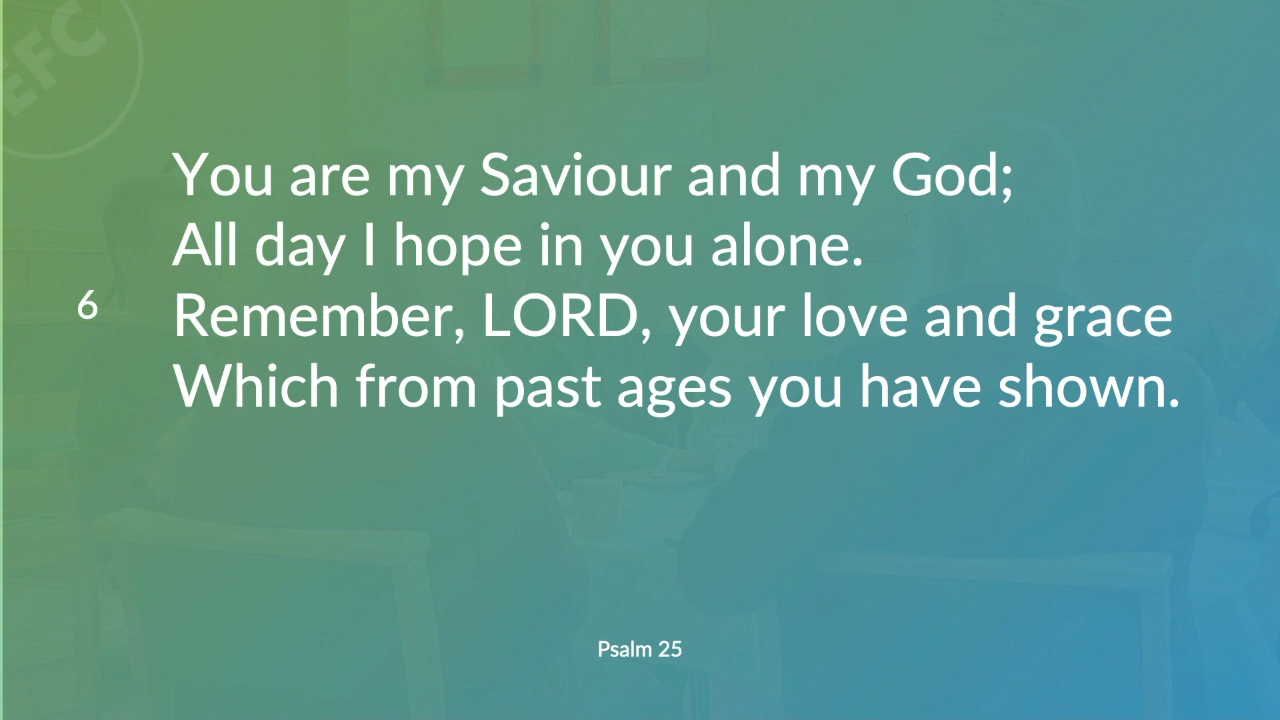 EFC
You are my Saviour and my God;
All day I hope in you alone.
6 Remember, LORD, your love and grace
Which from past ages you have shown.
Psalm 25